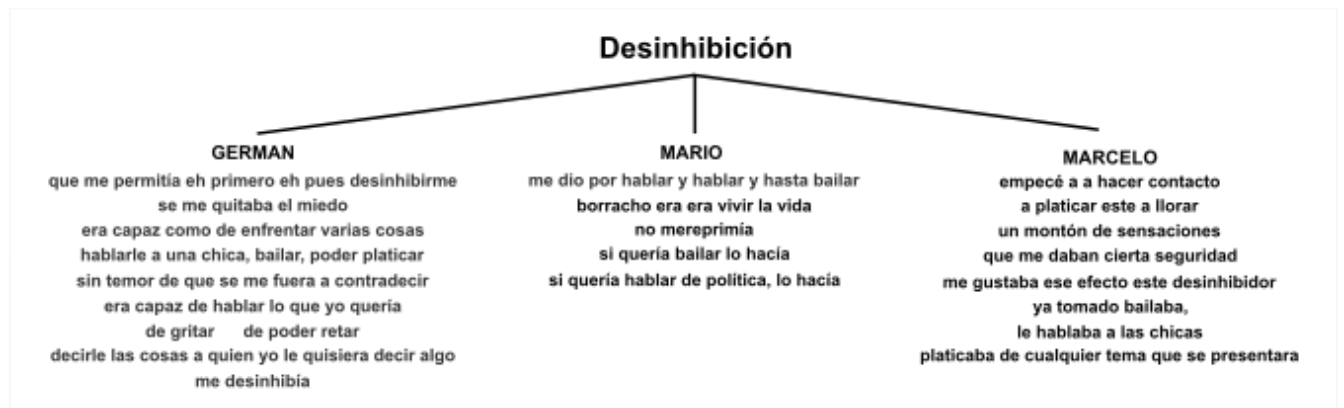 Desinhibición
GERMAN
que me permitía eh primero eh pues desinhibirme
se me quitaba el miedo
era capaz como de enfrentar varias cosas
hablarle a una chica, bailar, poder platicar
sin temor de que se me fuera a contradecir
era capaz de hablar lo que yo quería
de gritar de poder retar
decirle las cosas a quien yo le quisiera decir algo
me desinhibía
MARIO
me dio por hablar y hablar y hasta bailar
borracho era era vivir la vida
no mereprimía
si quería bailar lo hacía
si quería hablar de política, lo hacía
MARCELO
empecé a a hacer contacto
a platicar este a llorar
un montón de sensaciones
que me daban cierta seguridad
me gustaba ese efecto este desinhibidor
ya tomado bailaba,
le hablaba a las chicas
platicaba de cualquier tema que se presentara